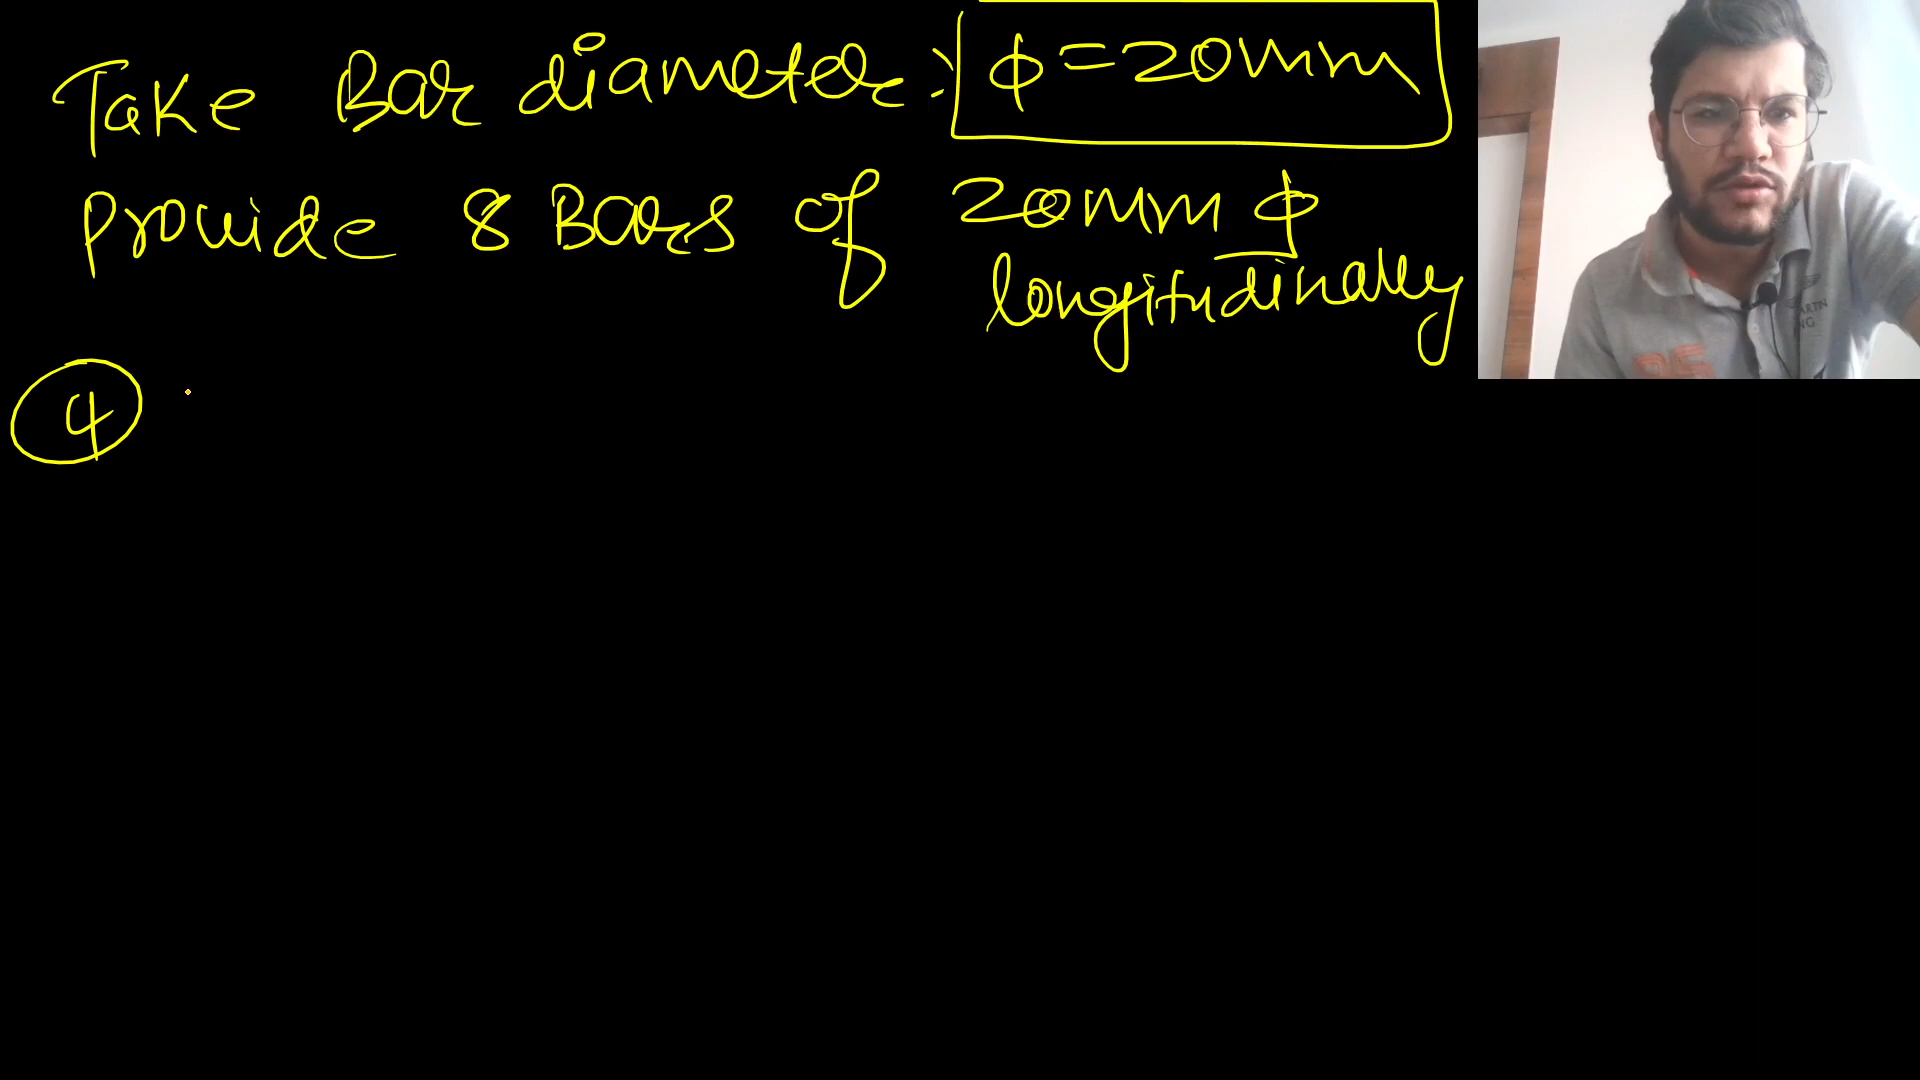 Take Bar diameter: ϕ = 20mm
Provide 8 Bars of 20mm ϕ
longitudinally
4